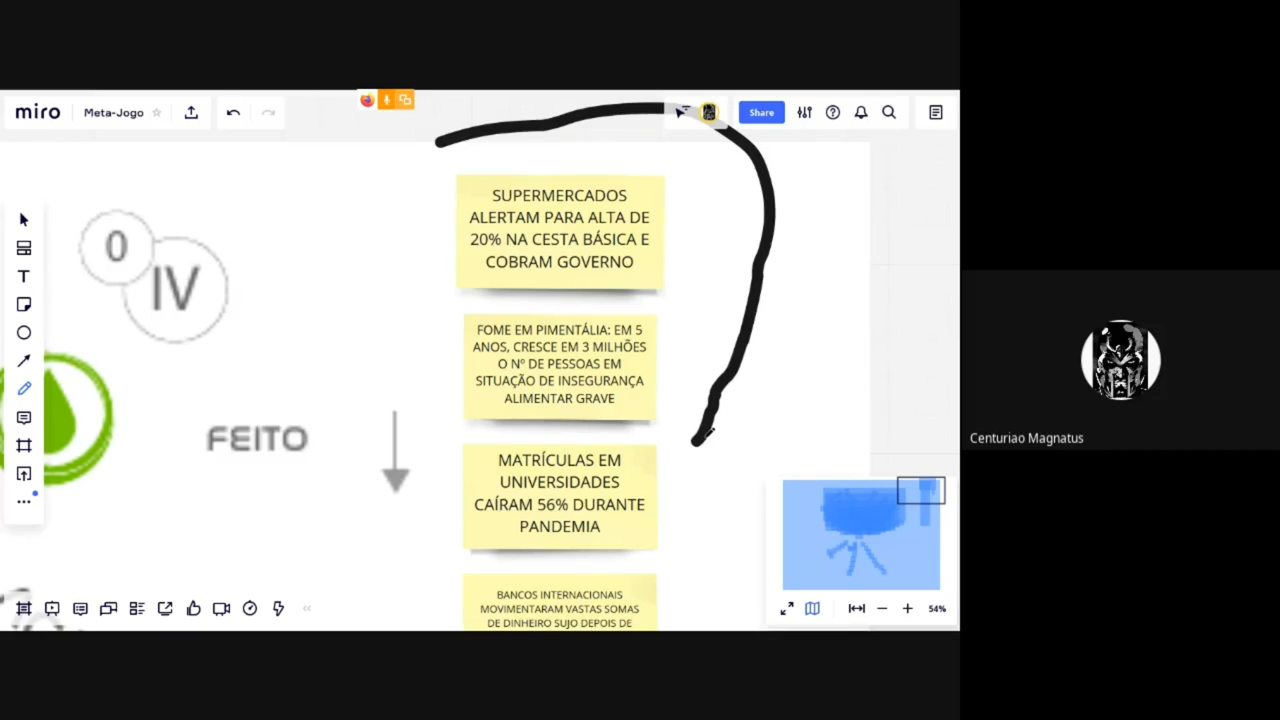 miro
Meta-Jogo
Share
SUPERMERCADOS
ALERTAM PARA ALTA DE
20% NA CESTA BÁSICA E
COBRAM GOVERNO
0
IV
FOME EM PIMENTÁLIA: EM 5
ANOS, CRESCE EM 3 MILHÕES
O Nº DE PESSOAS EM
SITUAÇÃO DE INSEGURANÇA
ALIMENTAR GRAVE
FEITO
MATRÍCULAS EM
UNIVERSIDADES
CAÍRAM 56% DURANTE
PANDEMIA
BANCOS INTERNACIONAIS
MOVIMENTARAM VASTAS SOMAS
DE DINHEIRO SUJO DEPOIS DE
54%
Centuriao Magnatus